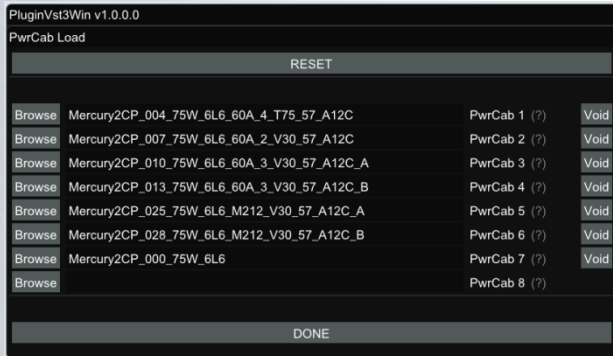 PluginVst3Win v1.0.0.0
PwrCab Load
RESET
Browse Mercury2CP_004_75W_6L6_60A_4_T75_57_A12C PwrCab 1 (?) Void
Browse Mercury2CP_007_75W_6L6_60A_2_V30_57_A12C PwrCab 2 (?) Void
Browse Mercury2CP_010_75W_6L6_60A_3_V30_57_A12C_A PwrCab 3 (?) Void
Browse Mercury2CP_013_75W_6L6_60A_3_V30_57_A12C_B PwrCab 4 (?) Void
Browse Mercury2CP_025_75W_6L6_M212_V30_57_A12C_A PwrCab 5 (?) Void
Browse Mercury2CP_028_75W_6L6_M212_V30_57_A12C_B PwrCab 6 (?) Void
Browse Mercury2CP_000_75W_6L6 PwrCab 7 (?) Void
Browse PwrCab 8 (?)
DONE